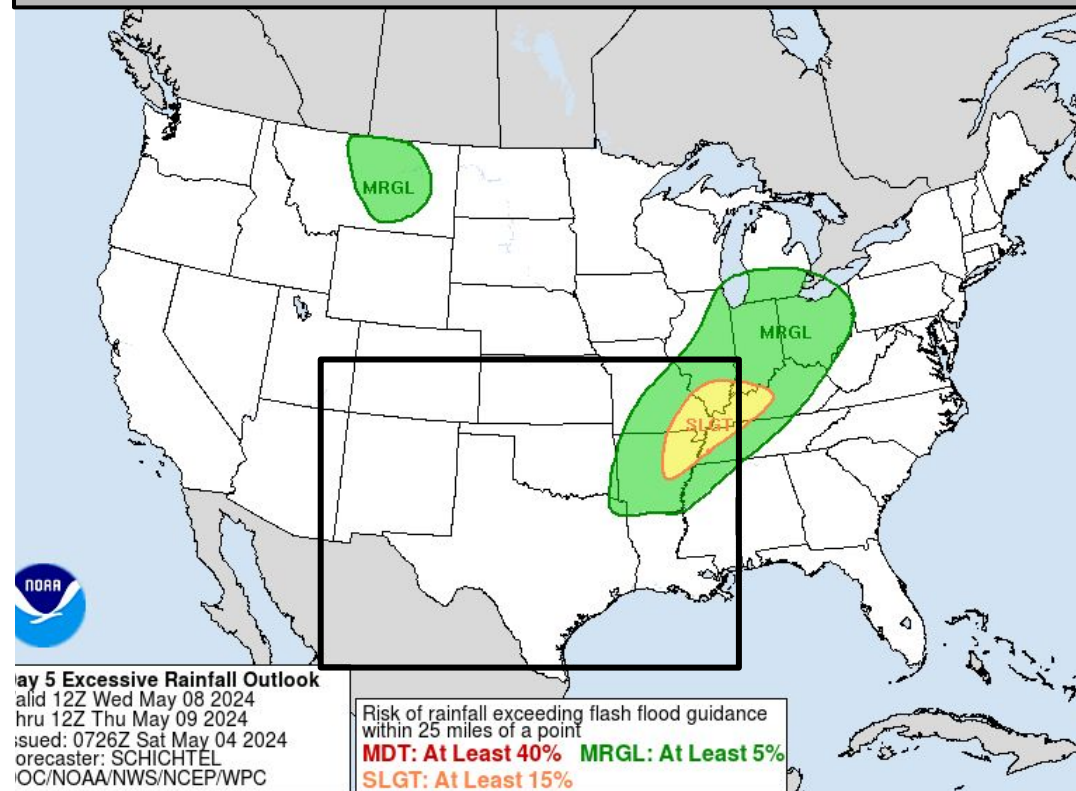 MRGL
MRGL
SLGT
NOAA
ay 5 Excessive Rainfall Outlook
alid 12Z Wed May 08 2024
hru 12Z Thu May 09 2024
ssued: 0726Z Sat May 04 2024
orecaster: SCHICHTEL
OC/NOAA/NWS/NCEP/WPC
Risk of rainfall exceeding flash flood guidance
within 25 miles of a point
MDT: At Least 40% MRGL: At Least 5%
SLGT: At Least 15%